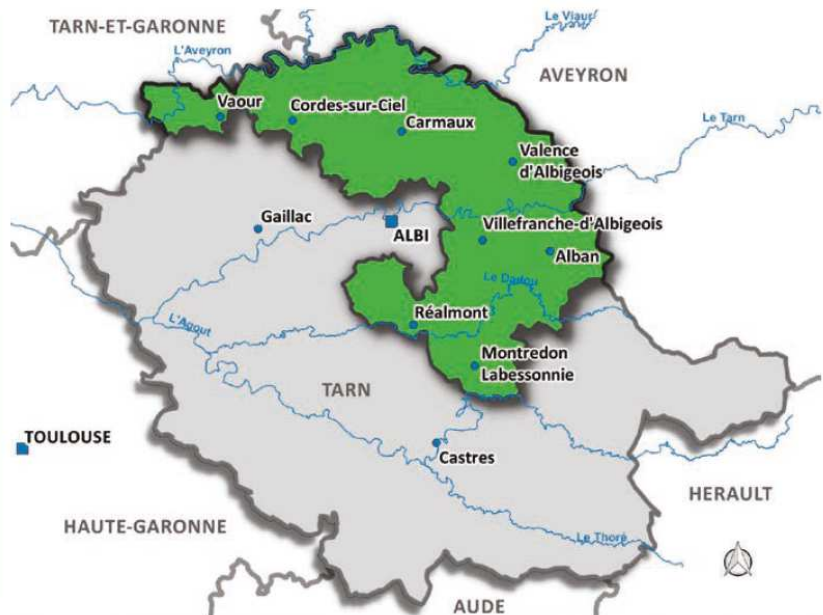 TARN-ET-GARONNE
Le Viaur
L'Aveyron
AVEYRON
Vaour
Cordes-sur-Ciel
Carmaux
Le Tarn
Valence
d'Albigeois
Gaillac
ALBI
Villefranche-d'Albigeois
Alban
Le Dadou
L'Agout
Réalmont
Montredon
Labessonnie
TARN
TOULOUSE
Castres
HERAULT
HAUTE-GARONNE
Le Thoré
AUDE